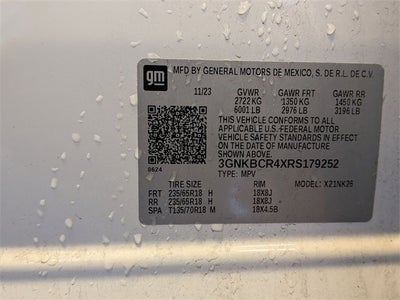 gm
MFD BY GENERAL MOTORS DE MEXICO, S. DE R.L. DE C.V.
11/23 GVWR GAWR FRT GAWR RR
2722 KG 1350 KG 1450 KG
6001 LB 2976 LB 3196 LB
THIS VEHICLE CONFORMS TO ALL
APPLICABLE U.S. FEDERAL MOTOR
VEHICLE SAFETY STANDARDS IN EFFECT
ON THE DATE OF MANUFACTURE
SHOWN ABOVE.
3GNKBCR4XRS179252
0624 TYPE: MPV
TIRE SIZE RIM MODEL: X21NK26
FRT 235/65R18 H 18X8J
RR 235/65R18 H 18X8J
SPA T135/70R18 M 18X4.5B